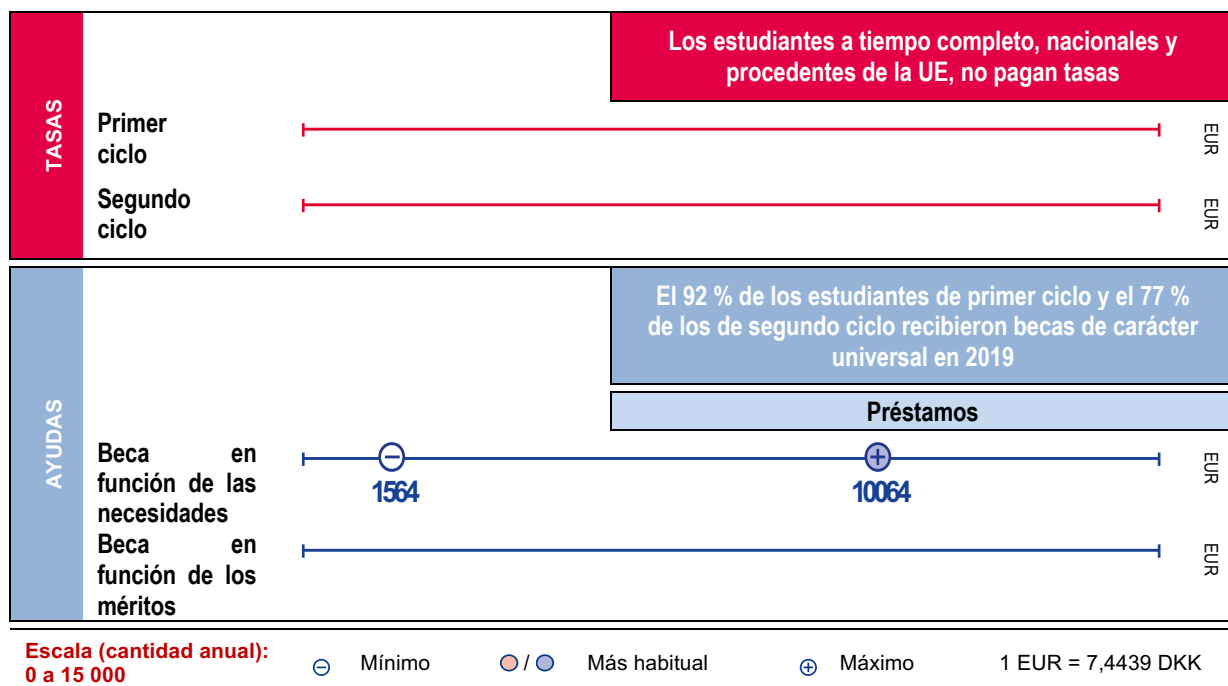 Los estudiantes a tiempo completo, nacionales y
procedentes de la UE, no pagan tasas
TASAS
Primer
ciclo
EUR
Segundo
ciclo
EUR
El 92 % de los estudiantes de primer ciclo y el 77 %
de los de segundo ciclo recibieron becas de carácter
universal en 2019
Préstamos
AYUDAS
Beca en
función de las
necesidades
1564
10064
EUR
Beca en
función de los
méritos
EUR
Escala (cantidad anual):
0 a 15 000
Mínimo / Más habitual Máximo 1 EUR = 7,4439 DKK